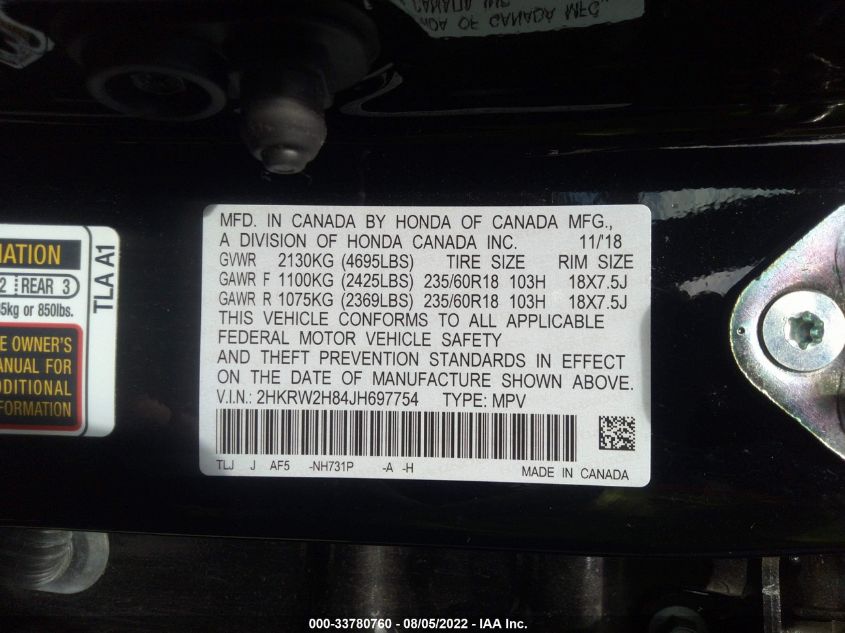 MFD. IN CANADA BY HONDA OF CANADA MFG.,
A DIVISION OF HONDA CANADA INC. 11/18
GVWR 2130KG (4695LBS) TIRE SIZE RIM SIZE
GAWR F 1100KG (2425LBS) 235/60R18 103H 18X7.5J
GAWR R 1075KG (2369LBS) 235/60R18 103H 18X7.5J
THIS VEHICLE CONFORMS TO ALL APPLICABLE
FEDERAL MOTOR VEHICLE SAFETY
AND THEFT PREVENTION STANDARDS IN EFFECT
ON THE DATE OF MANUFACTURE SHOWN ABOVE.
V.I.N.: 2HKRW2H84JH697754 TYPE: MPV
TLJ J AF5 -NH731P -A -H
MADE IN CANADA
2 REAR 3
kg or 850lbs.
OWNER'S
FOR
TLA A1
000-33780760 - 08/05/2022 - IAA Inc.